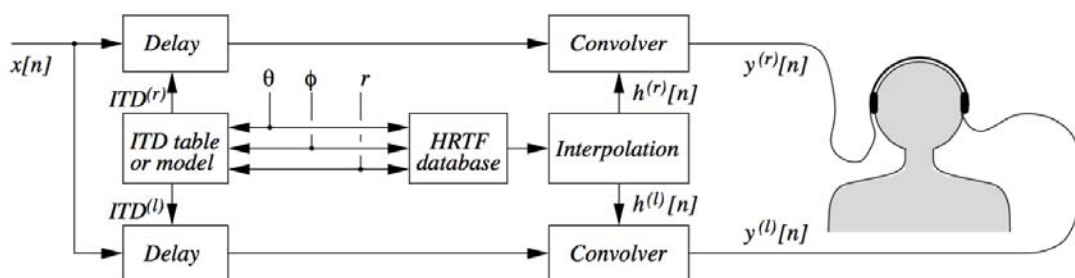 x[n]
Delay
Convolver
y^(r)[n]
ITD^(r)
θ
ϕ
r
h^(r)[n]
ITD table
or model
HRTF
database
Interpolation
ITD^(l)
h^(l)[n]
Delay
Convolver
y^(l)[n]